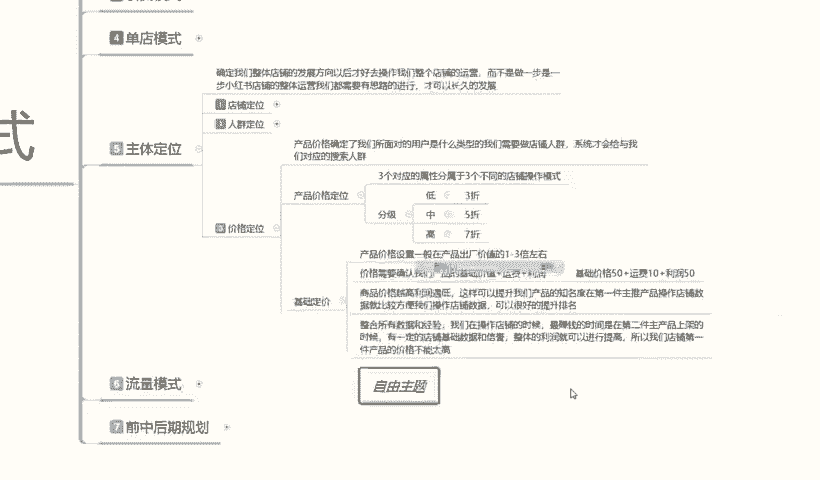 4 单店模式
式
确定我们整体店铺的发展方向以后才好去操作我们整个店铺的运营，而不是做一步是一
步小红书店铺的整体运营我们都需要有思路的进行，才可以长久的发展
1 店铺定位
人群定位
5 主体定位
产品价格确定了我们所面对的用户是什么类型的我们需要做店铺人群，系统才会给与我
们对应的搜索人群
3个对应的属性分属于3个不同的店铺操作模式
产品价格定位
分级
低 3折
中 5折
高 7折
价格定位
产品价格设置一般在产品出厂价值的1-3倍左右
价格需要确认我们产品的基础价值+运费+利润 基础价格50+运费10+利润50
基础定价
商品价格越高利润遇低，这样可以提升我们产品的知名度在第一件主推产品操作店铺数
据就比较方便我们操作店铺数据，可以很好的提升排名
整合所有数据和经验，我们在操作店铺的时候，最赚钱的时间是在第二件主产品上架的
时候，有一定的店铺基础数据和信誉，整体的利润就可以进行提高，所以我们店铺第一
件产品的价格不能太高
6 流量模式
自由主题
7 前中后期规划